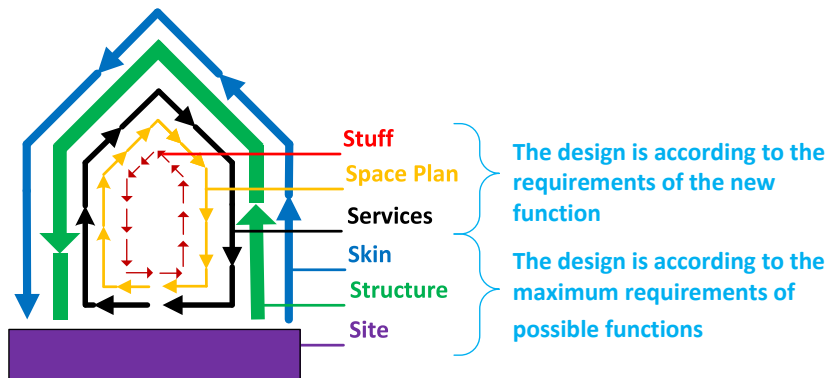 Stuff
Space Plan
Services
Skin
Structure
Site
The design is according to the
requirements of the new
function
The design is according to the
maximum requirements of
possible functions